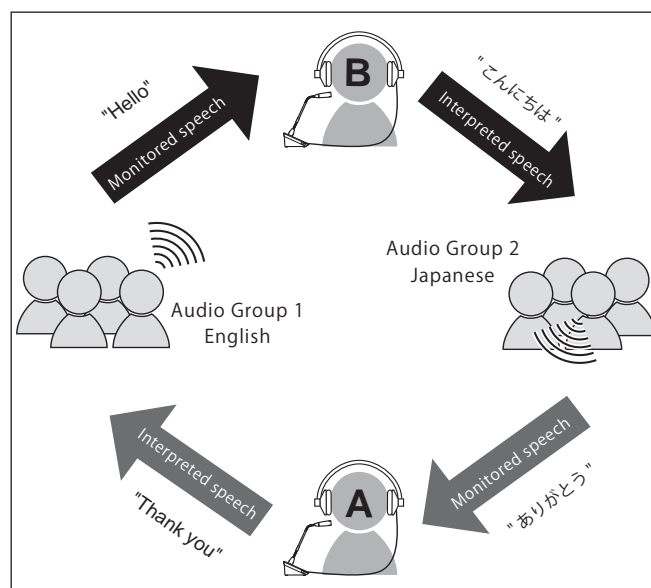 "Hello"
Monitored speech
B
"こんにちは"
Interpreted speech
Audio Group 1
English
Audio Group 2
Japanese
Interpreted speech
"Thank you"
A
Monitored speech
"ありがとう"